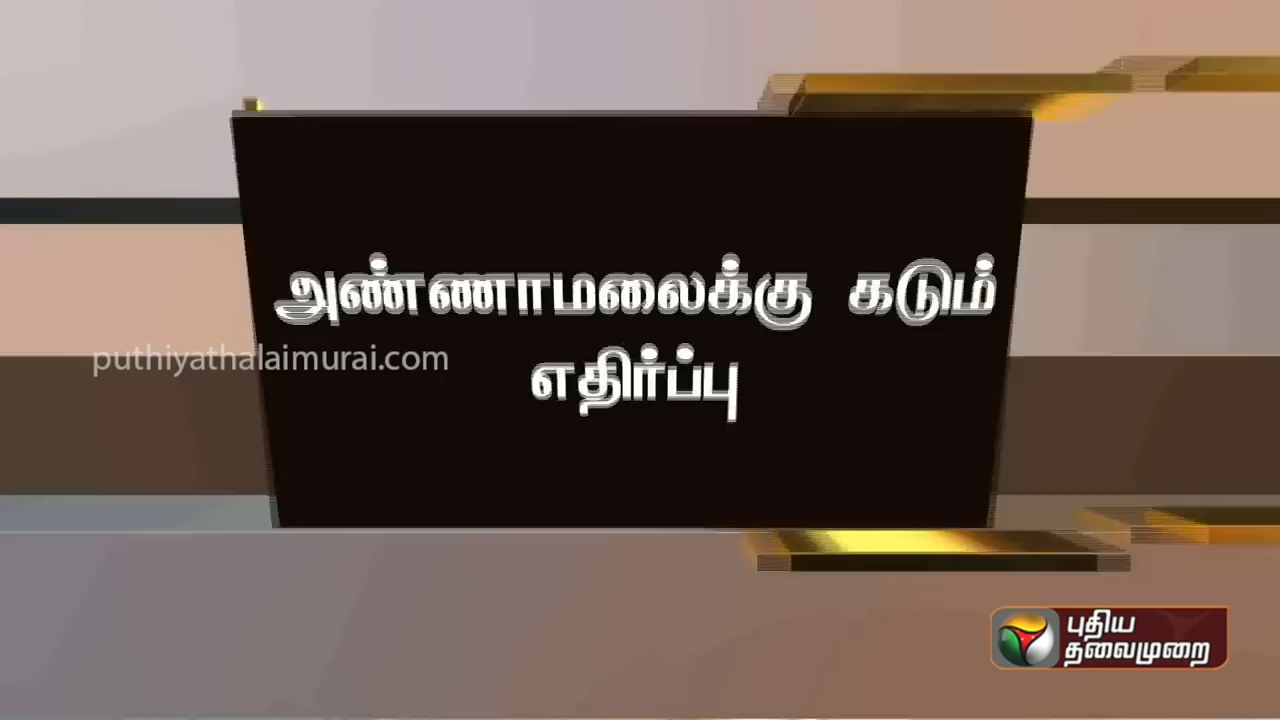 அண்ணாமலைக்கு கடும்
எதிர்ப்பு
puthiyathalaimurai.com
புதிய
தலைமுறை